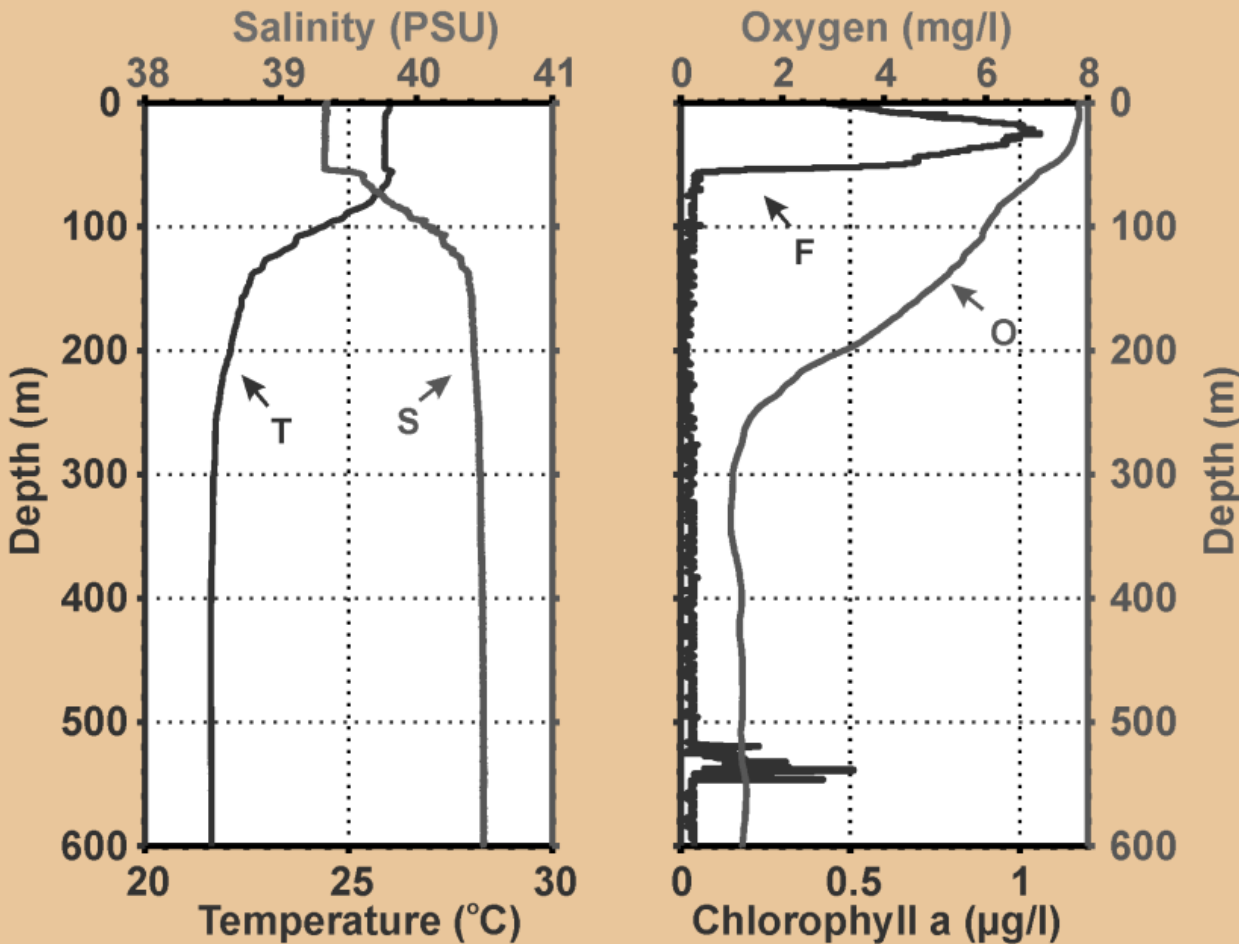 Salinity (PSU)
38 39 40 41
0
100
200
300
400
500
600
Depth (m)
T
S
20 25 30
Temperature (°C)
Oxygen (mg/l)
0 2 4 6 8
F
O
0
100
200
300
400
500
600
Depth (m)
0 0.5 1
Chlorophyll a (µg/l)